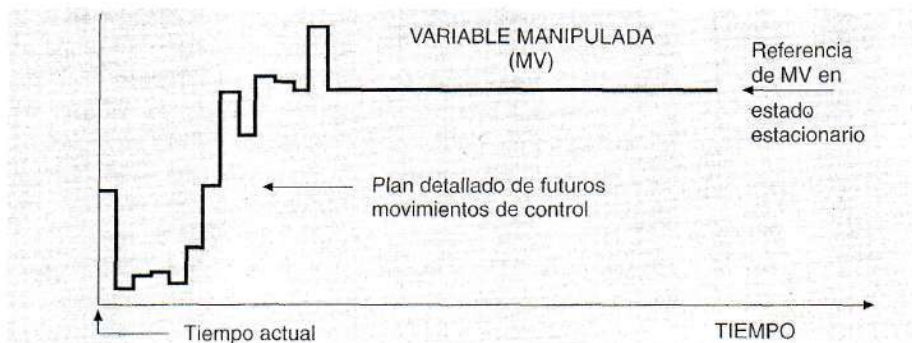 VARIABLE MANIPULADA
(MV)
Referencia
de MV en
estado
estacionario
Plan detallado de futuros
movimientos de control
Tiempo actual
TIEMPO